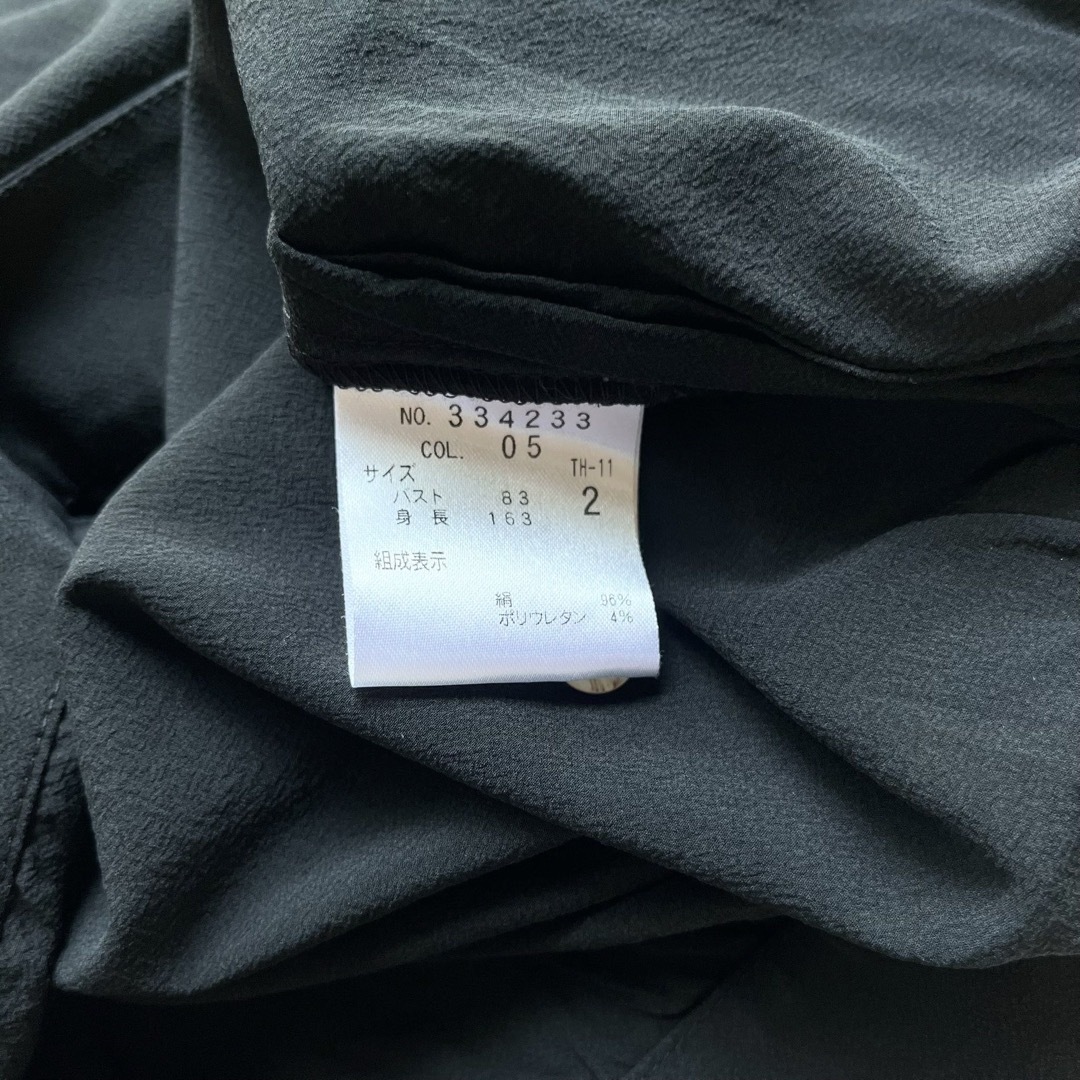 NO. 334233
COL. 05
サイズ TH-11
バスト 83 2
身長 163
組成表示
絹 96%
ポリウレタン 4%